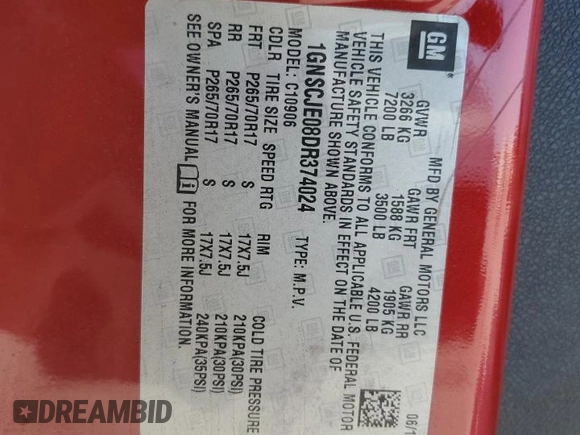 GM
MFD BY GENERAL MOTORS LLC 06/1
GVWR GAWR FRT GAWR RR
3266 KG 1588 KG 1905 KG
7200 LB 3500 LB 4200 LB
THIS VEHICLE CONFORMS TO ALL APPLICABLE U.S. FEDERAL MOTOR
VEHICLE SAFETY STANDARDS IN EFFECT ON THE DATE OF
MANUFACTURE SHOWN ABOVE.
1GNSCJE08DR374024 TYPE: M.P.V.
MODEL: C10906
CDLR TIRE SIZE SPEED RTG RIM COLD TIRE PRESSURE
FRT P265/70R17 S 17X7.5J 210KPA(30PSI)
RR P265/70R17 S 17X7.5J 210KPA(30PSI)
SPA P265/70R17 S 17X7.5J 240KPA(35PSI)
SEE OWNER'S MANUAL FOR MORE INFORMATION.
DREAMBID